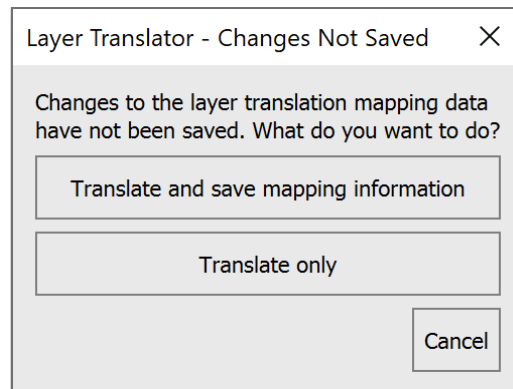 Layer Translator - Changes Not Saved
Changes to the layer translation mapping data
have not been saved. What do you want to do?
Translate and save mapping information
Translate only
Cancel